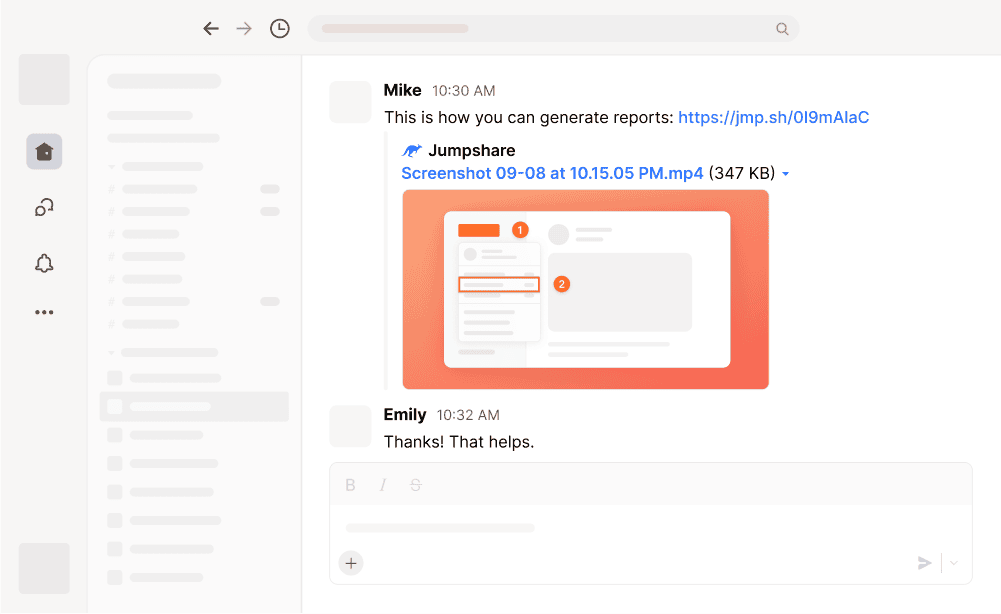 Mike 10:30 AM
This is how you can generate reports: https://jmp.sh/0I9mAlaC
Jumpshare
Screenshot 09-08 at 10.15.05 PM.mp4 (347 KB)
1
2
Emily 10:32 AM
Thanks! That helps.
B I S